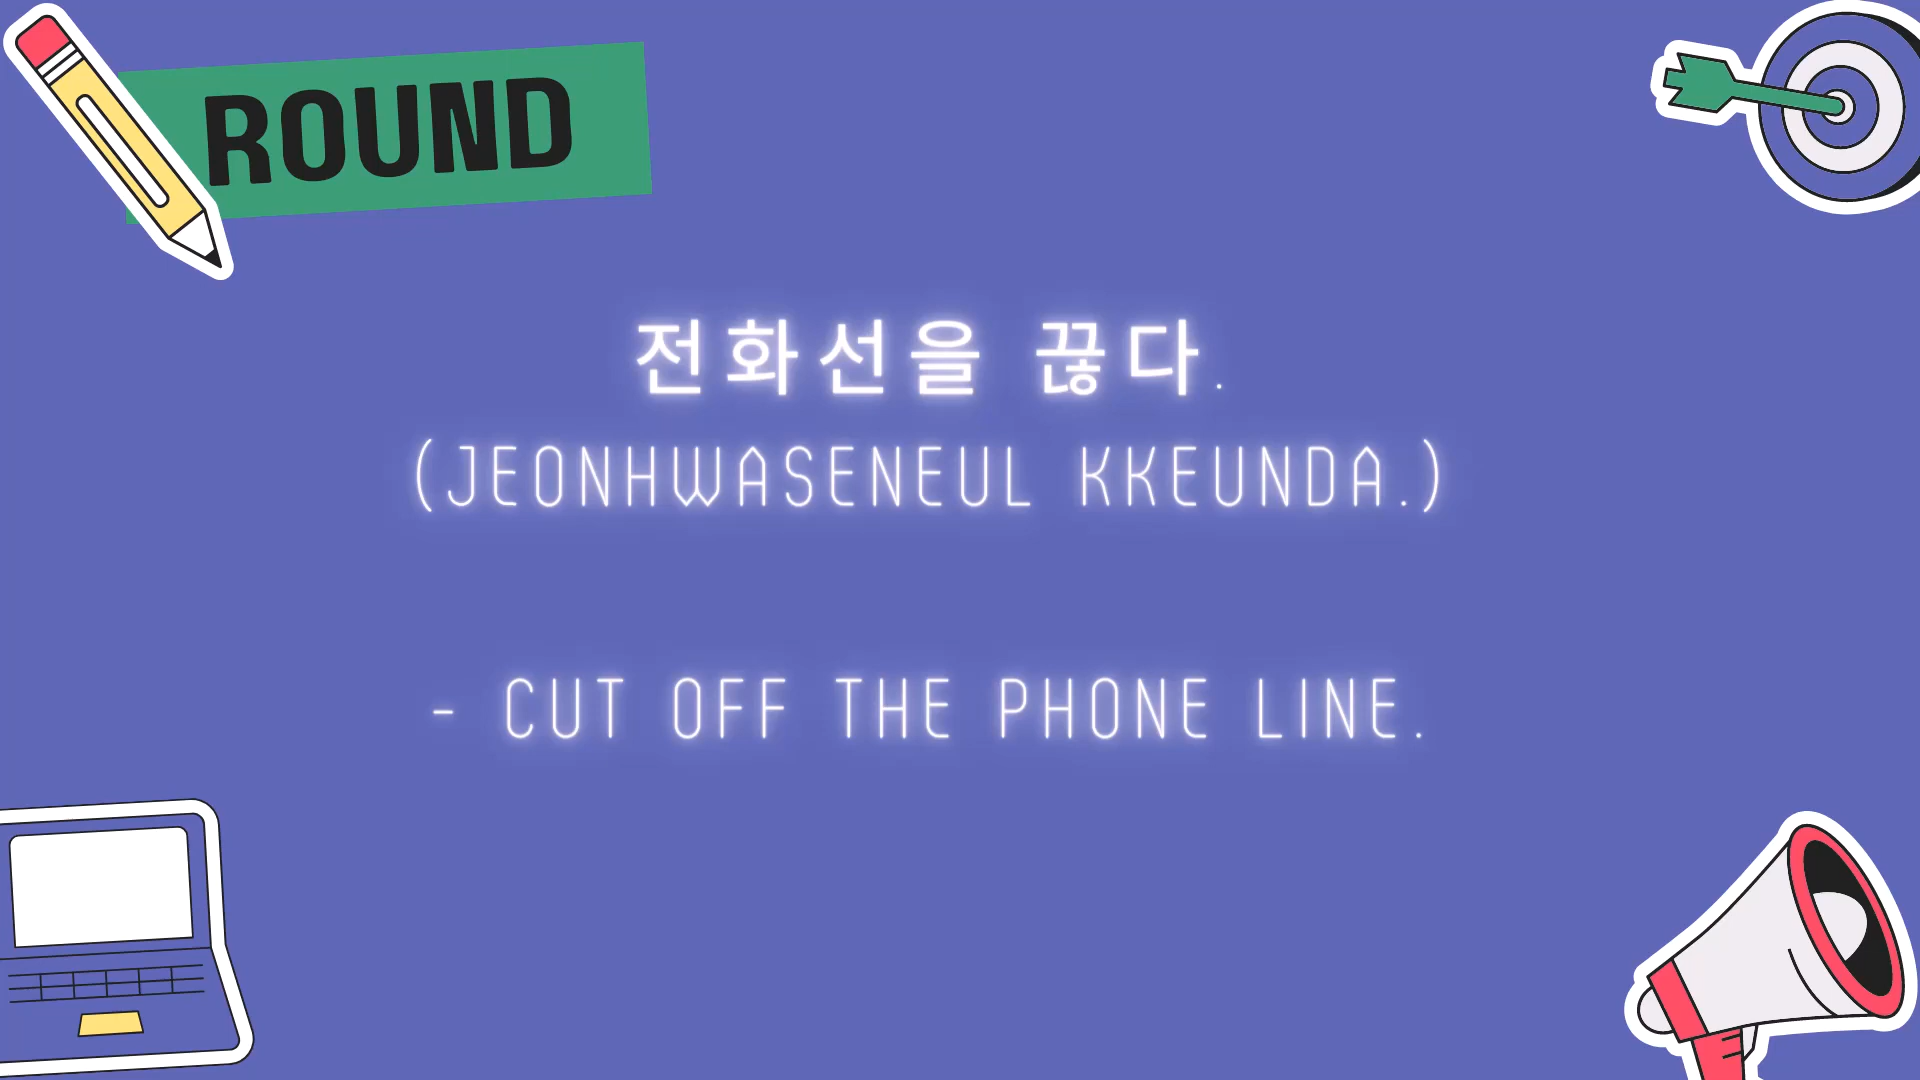 ROUND
전화선을 끊다.
(JEONHWASENEUL KKEUNDA.)
- CUT OFF THE PHONE LINE.